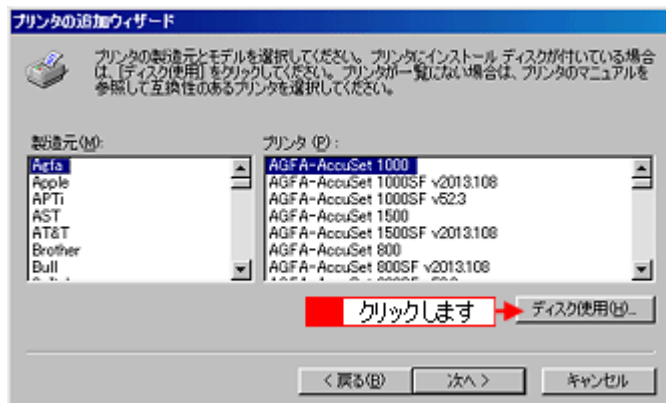 プリンタの追加ウィザード
プリンタの製造元とモデルを選択してください。プリンタにインストール ディスクが付いている場合
は、[ディスク使用] をクリックしてください。プリンタが一覧にない場合は、プリンタのマニュアルを
参照して互換性のあるプリンタを選択してください。
製造元(M):
Agfa
Apple
APTi
AST
AT&T
Brother
Bull
プリンタ (P) :
AGFA-AccuSet 1000
AGFA-AccuSet 1000SF v2013.108
AGFA-AccuSet 1000SF v52.3
AGFA-AccuSet 1500
AGFA-AccuSet 1500SF v2013.108
AGFA-AccuSet 800
AGFA-AccuSet 800SF v2013.108
クリックします
ディスク使用(H)...
< 戻る(B)
次へ >
キャンセル